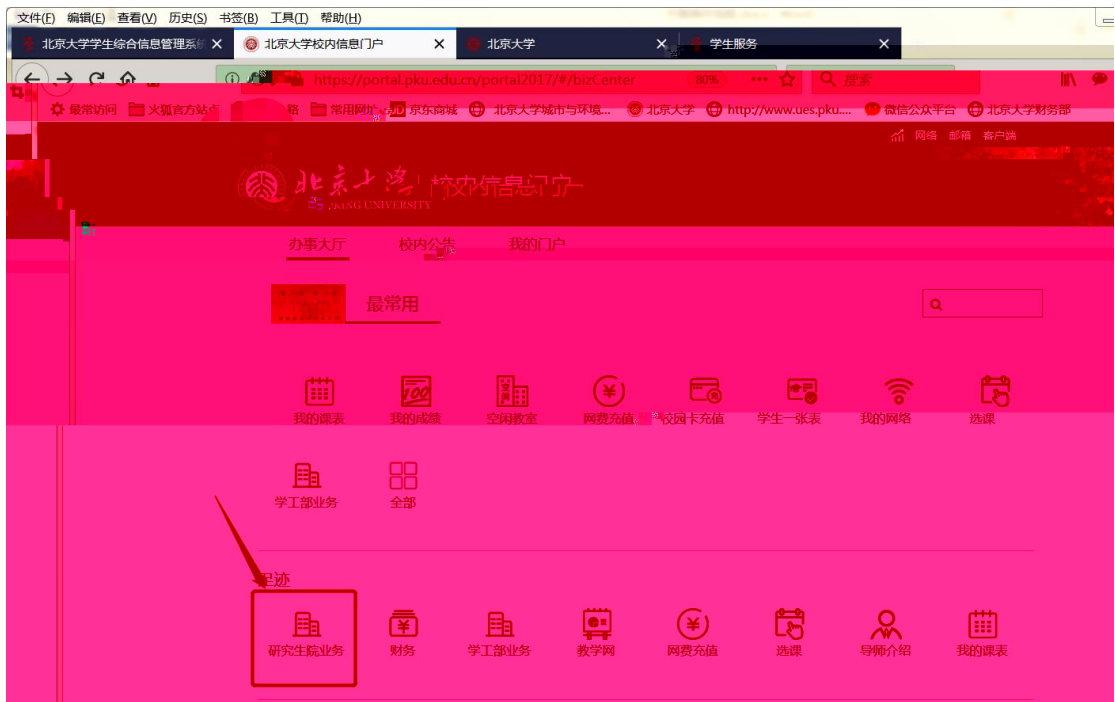 文件(F) 编辑(E) 查看(V) 历史(S) 书签(B) 工具(T) 帮助(H)
北京大学学生综合信息管理系统 × 北京大学校内信息门户 × 北京大学 × 学生服务 ×
https://portal.pku.edu.cn/portal2017/#/bizCenter 80% ••• 搜索
最常访问 火狐官方站点 常用网址 JD 京东商城 北京大学城市与环境... 北京大学 http://www.ues.pku.... 微信公众平台 北京大学财务部
网络 邮箱 客户端
北京大学 校内信息门户
PEKING UNIVERSITY
办事大厅 校内公告 我的门户
最常用
100
我的课表 我的成绩 空闲教室 网费充值 校园卡充值 学生一张表 我的网络 选课
学工部业务 全部
足迹
研究生院业务 财务 学工部业务 教学网 网费充值 选课 导师介绍 我的课表